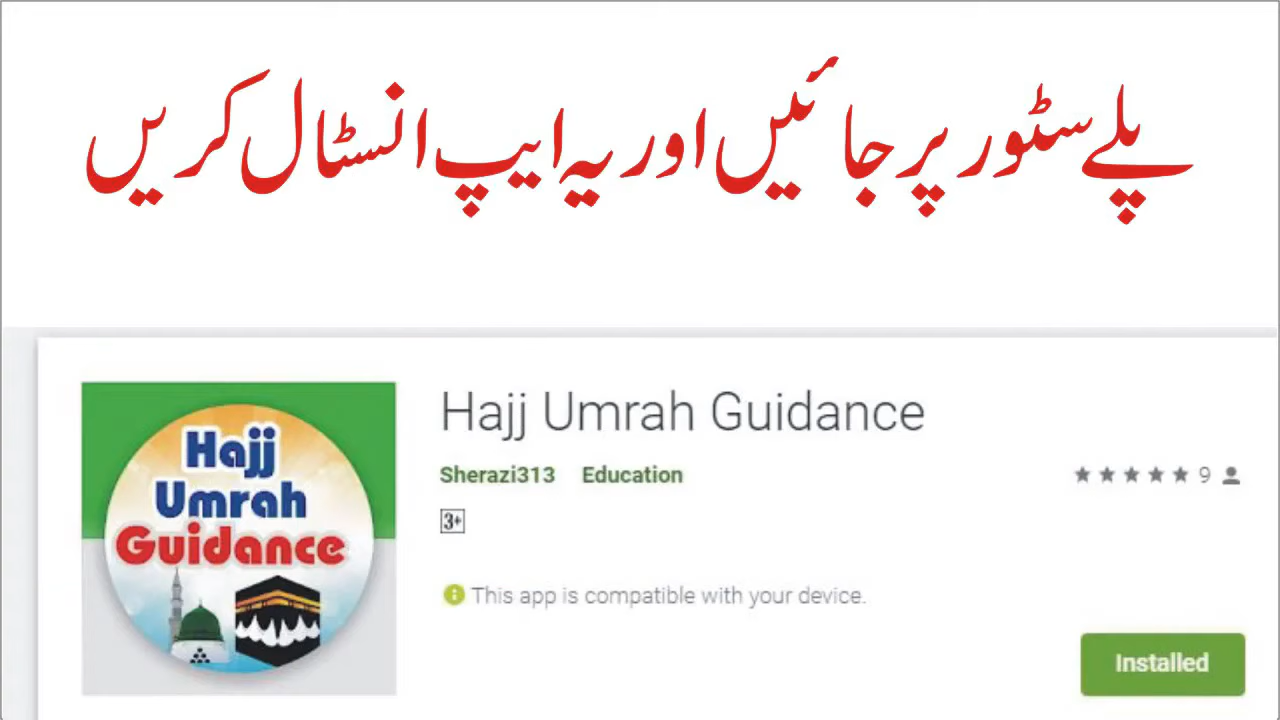 پلے سٹور پر جائیں اور یہ ایپ انسٹال کریں
Hajj
Umrah
Guidance
Hajj Umrah Guidance
Sherazi313 Education
9
3+
This app is compatible with your device.
Installed